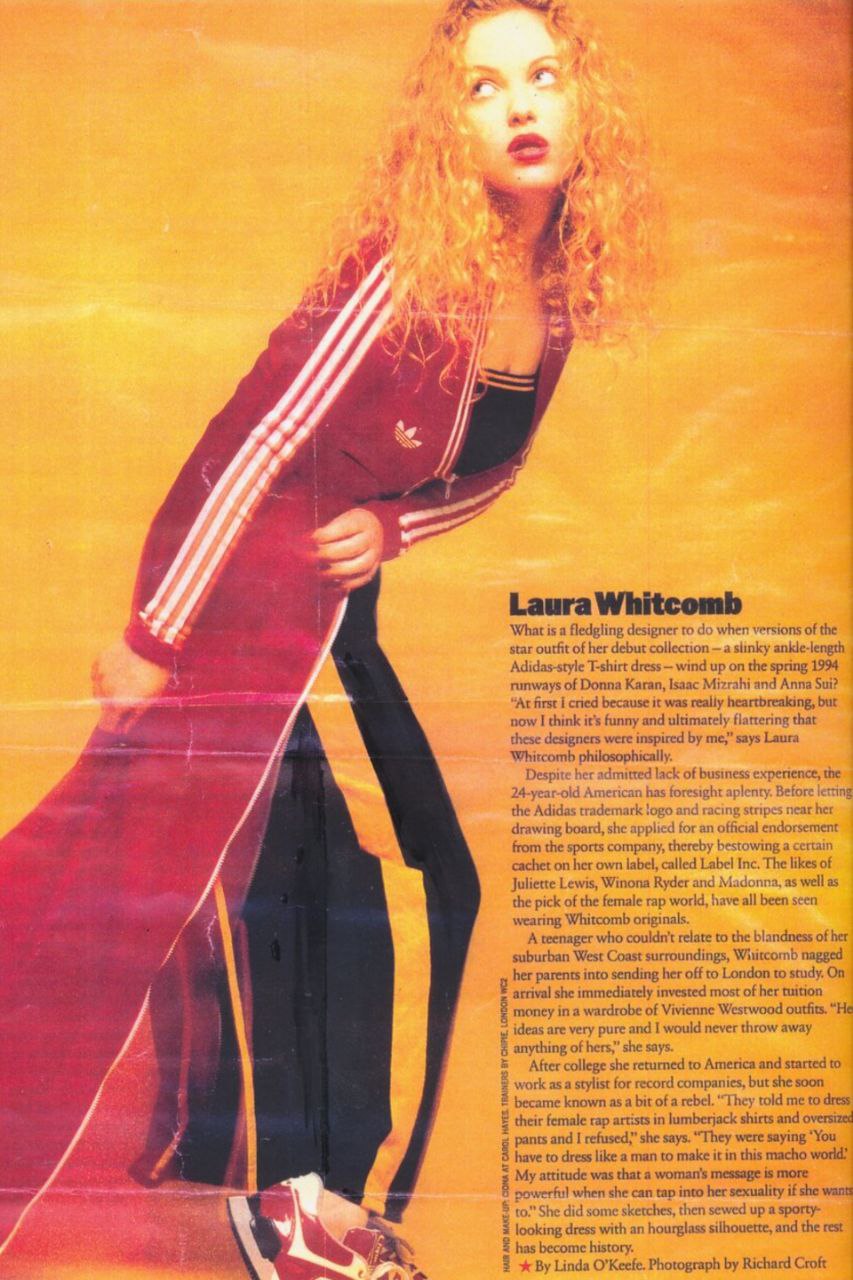 Laura Whitcomb
What is a fledgling designer to do when versions of the
star outfit of her debut collection – a slinky ankle-length
Adidas-style T-shirt dress – wind up on the spring 1994
runways of Donna Karan, Isaac Mizrahi and Anna Sui?
“At first I cried because it was really heartbreaking, but
now I think it’s funny and ultimately flattering that
these designers were inspired by me,” says Laura
Whitcomb philosophically.
Despite her admitted lack of business experience, the
24-year-old American has foresight aplenty. Before letting
the Adidas trademark logo and racing stripes near her
drawing board, she applied for an official endorsement
from the sports company, thereby bestowing a certain
cachet on her own label, called Label Inc. The likes of
Juliette Lewis, Winona Ryder and Madonna, as well as
the pick of the female rap world, have all been seen
wearing Whitcomb originals.
A teenager who couldn’t relate to the blandness of her
suburban West Coast surroundings, Whitcomb nagged
her parents into sending her off to London to study. On
arrival she immediately invested most of her tuition
money in a wardrobe of Vivienne Westwood outfits. “He
ideas are very pure and I would never throw away
anything of hers,” she says.
After college she returned to America and started to
work as a stylist for record companies, but she soon
became known as a bit of a rebel. “They told me to dress
their female rap artists in lumberjack shirts and oversized
pants and I refused,” she says. “They were saying ‘You
have to dress like a man to make it in this macho world.’
My attitude was that a woman’s message is more
powerful when she can tap into her sexuality if she wants
to.” She did some sketches, then sewed up a sporty-
looking dress with an hourglass silhouette, and the rest
has become history.
★ By Linda O’Keefe. Photograph by Richard Croft
HAIR AND MAKE-UP: CIONA AT CAROL HAYES. TRAINERS BY CHIPIE, LONDON WC2